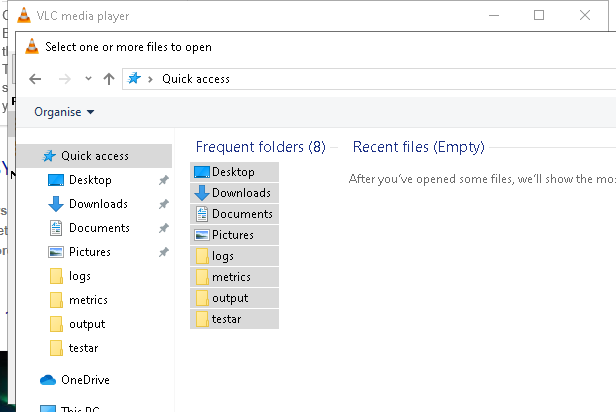 VLC media player
Select one or more files to open
Quick access
Organise
Quick access
Desktop
Downloads
Documents
Pictures
logs
metrics
output
testar
OneDrive
This PC
Frequent folders (8)
Desktop
Downloads
Documents
Pictures
logs
metrics
output
testar
Recent files (Empty)
After you've opened some files, we'll show the mos